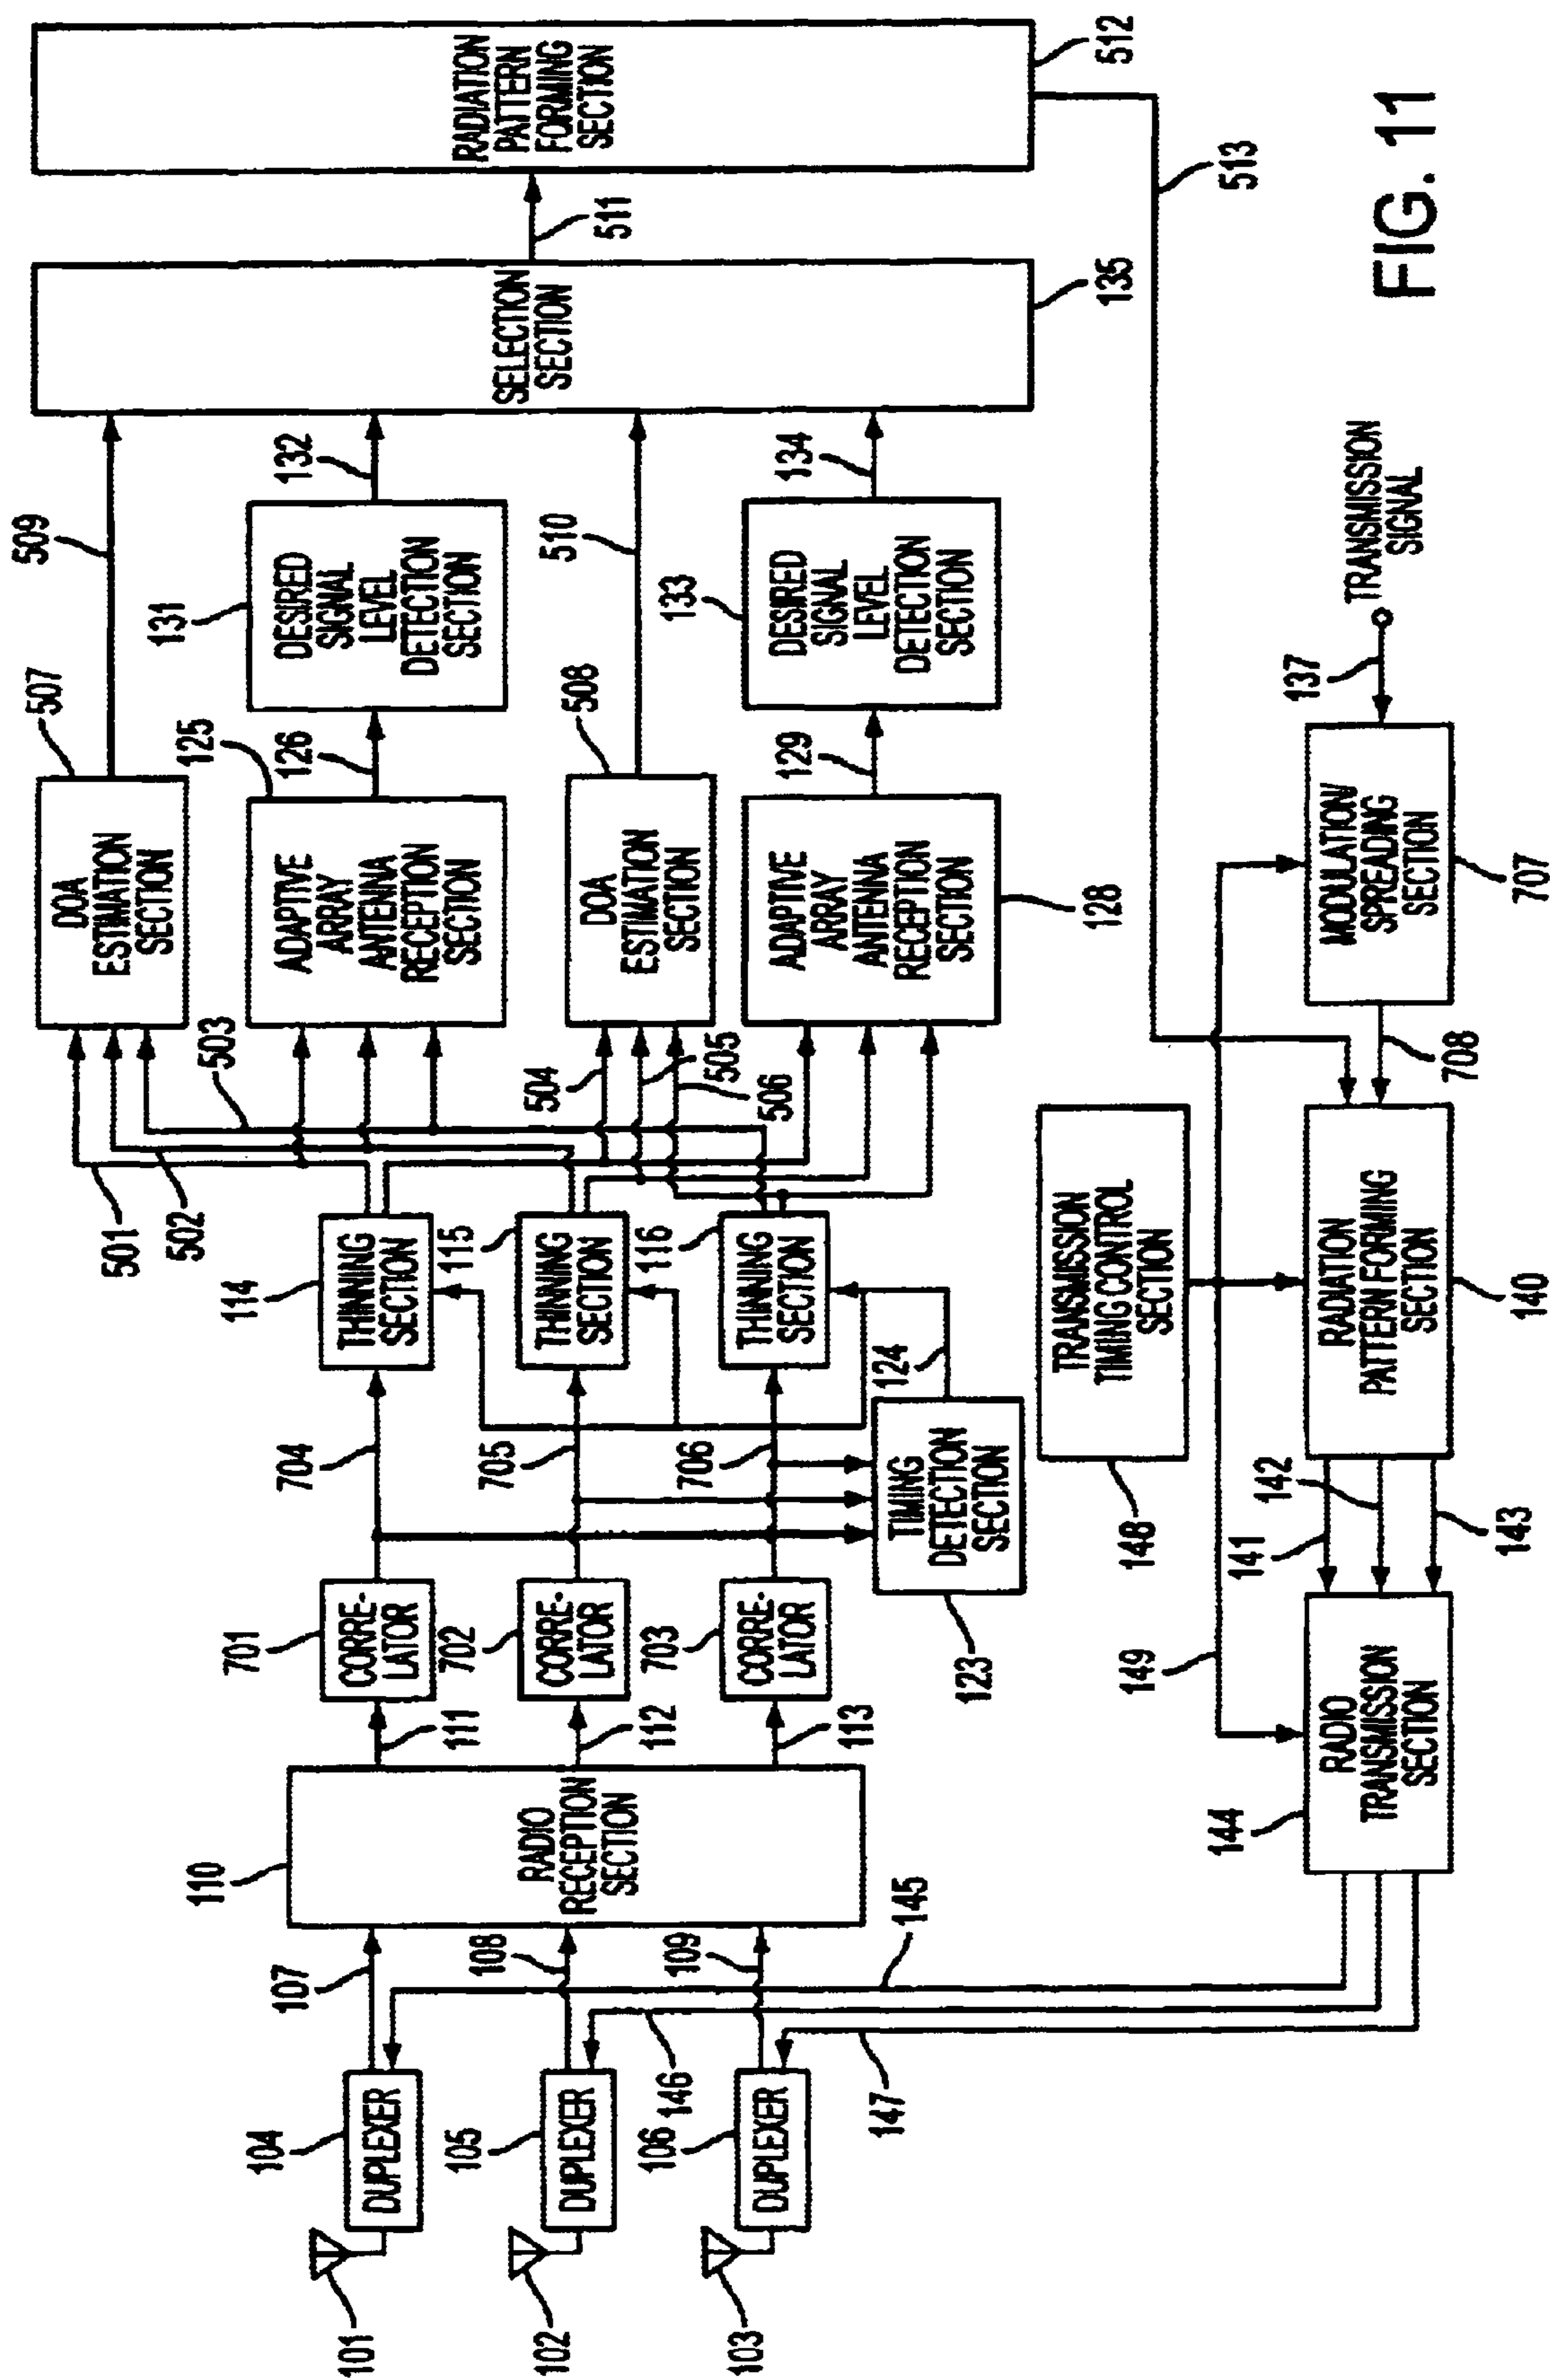 101
102
103
104
DUPLEXER
105
DUPLEXER
106
DUPLEXER
107
108
109
145
146
147
110
RADIO
RECEPTION
SECTION
111
112
113
701
CORRE-
LATOR
702
CORRE-
LATOR
703
CORRE-
LATOR
704
705
706
123
TIMING
DETECTION
SECTION
124
114
THINNING
SECTION
115
THINNING
SECTION
116
THINNING
SECTION
501
502
503
504
505
506
507
DOA
ESTIMATION
SECTION
125
ADAPTIVE
ARRAY
ANTENNA
RECEPTION
SECTION
508
DOA
ESTIMATION
SECTION
ADAPTIVE
ARRAY
ANTENNA
RECEPTION
SECTION
128
126
129
509
131
DESIRED
SIGNAL
LEVEL
DETECTION
SECTION
510
133
DESIRED
SIGNAL
LEVEL
DETECTION
SECTION
132
134
SELECTION
SECTION
135
511
RADIATION
PATTERN
FORMING
SECTION
512
513
144
RADIO
TRANSMISSION
SECTION
149
141
142
143
148
TRANSMISSION
TIMING CONTROL
SECTION
RADIATION
PATTERN FORMING
SECTION
140
708
MODULATION/
SPREADING
SECTION
707
137
TRANSMISSION
SIGNAL
FIG. 11